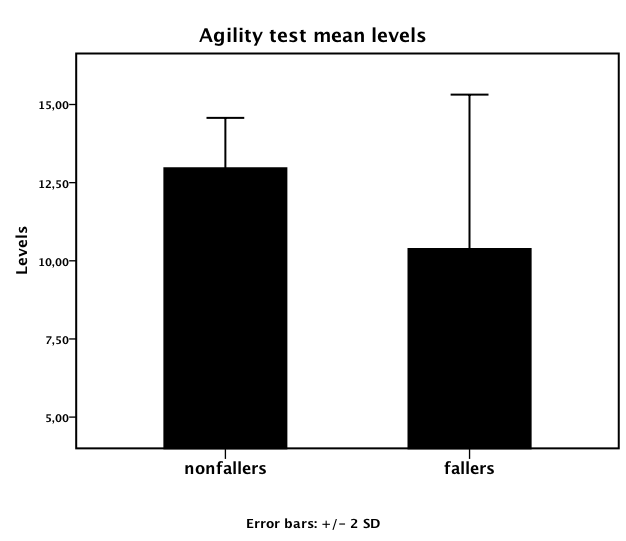 Agility test mean levels
15,00
12,50
10,00
7,50
5,00
Levels
nonfallers
fallers
Error bars: +/- 2 SD